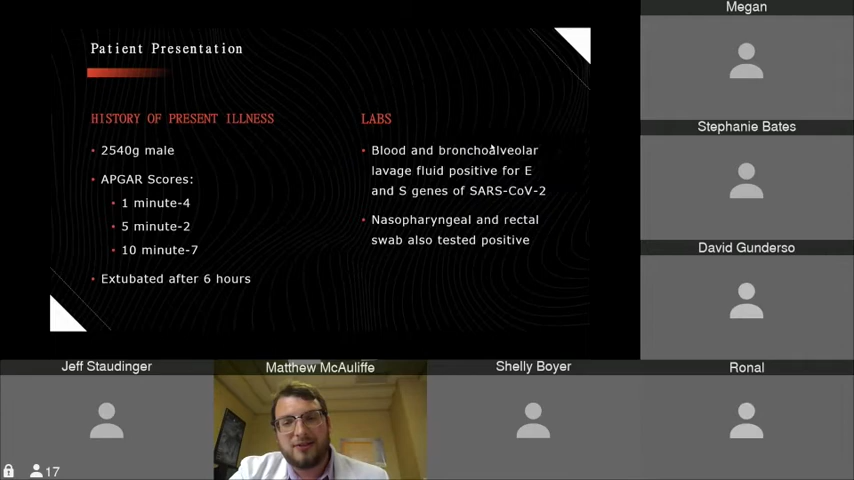 Patient Presentation
HISTORY OF PRESENT ILLNESS
• 2540g male
• APGAR Scores:
• 1 minute-4
• 5 minute-2
• 10 minute-7
• Extubated after 6 hours
LABS
• Blood and bronchoalveolar
lavage fluid positive for E
and S genes of SARS-CoV-2
• Nasopharyngeal and rectal
swab also tested positive
Megan
Stephanie Bates
David Gunderso
Jeff Staudinger
Matthew McAuliffe
Shelly Boyer
Ronal
17